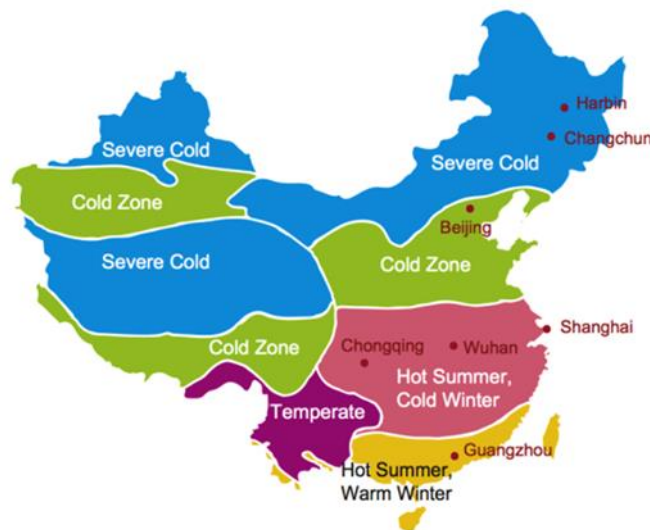 Harbin
Changchun
Severe Cold
Severe Cold
Cold Zone
Beijing
Severe Cold
Cold Zone
Shanghai
Cold Zone
Chongqing
Wuhan
Hot Summer,
Cold Winter
Temperate
Guangzhou
Hot Summer,
Warm Winter